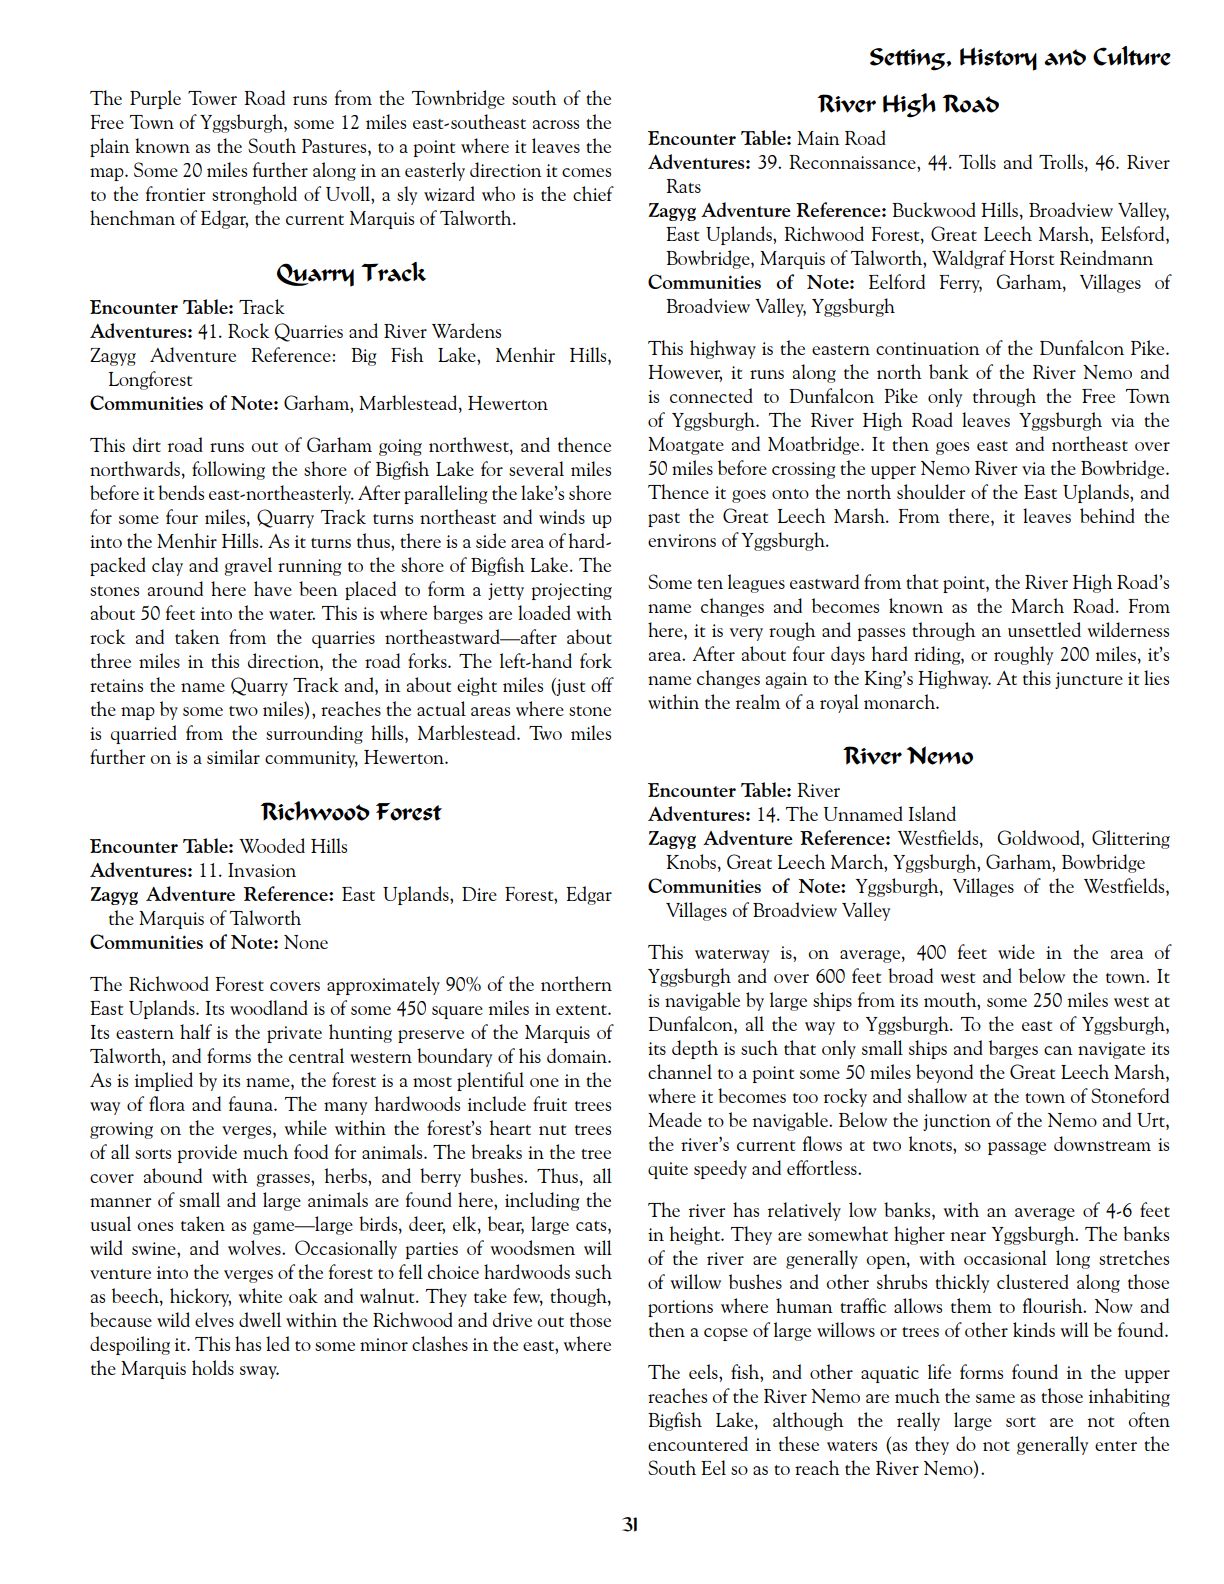 Setting, History and Culture
The Purple Tower Road runs from the Townbridge south of the
Free Town of Yggsburgh, some 12 miles east-southeast across the
plain known as the South Pastures, to a point where it leaves the
map. Some 20 miles further along in an easterly direction it comes
to the frontier stronghold of Uvoll, a sly wizard who is the chief
henchman of Edgar, the current Marquis of Talworth.
Quarry Track
Encounter Table: Track
Adventures: 41. Rock Quarries and River Wardens
Zagyg Adventure Reference: Big Fish Lake, Menhir Hills,
Longforest
Communities of Note: Garham, Marblestead, Hewerton
This dirt road runs out of Garham going northwest, and thence
northwards, following the shore of Bigfish Lake for several miles
before it bends east-northeasterly. After paralleling the lake's shore
for some four miles, Quarry Track turns northeast and winds up
into the Menhir Hills. As it turns thus, there is a side area of hard-
packed clay and gravel running to the shore of Bigfish Lake. The
stones around here have been placed to form a jetty projecting
about 50 feet into the water. This is where barges are loaded with
rock and taken from the quarries northeastward—after about
three miles in this direction, the road forks. The left-hand fork
retains the name Quarry Track and, in about eight miles (just off
the map by some two miles), reaches the actual areas where stone
is quarried from the surrounding hills, Marblestead. Two miles
further on is a similar community, Hewerton.
Richwood Forest
Encounter Table: Wooded Hills
Adventures: 11. Invasion
Zagyg Adventure Reference: East Uplands, Dire Forest, Edgar
the Marquis of Talworth
Communities of Note: None
The Richwood Forest covers approximately 90% of the northern
East Uplands. Its woodland is of some 450 square miles in extent.
Its eastern half is the private hunting preserve of the Marquis of
Talworth, and forms the central western boundary of his domain.
As is implied by its name, the forest is a most plentiful one in the
way of flora and fauna. The many hardwoods include fruit trees
growing on the verges, while within the forest's heart nut trees
of all sorts provide much food for animals. The breaks in the tree
cover abound with grasses, herbs, and berry bushes. Thus, all
manner of small and large animals are found here, including the
usual ones taken as game—large birds, deer, elk, bear, large cats,
wild swine, and wolves. Occasionally parties of woodsmen will
venture into the verges of the forest to fell choice hardwoods such
as beech, hickory, white oak and walnut. They take few, though,
because wild elves dwell within the Richwood and drive out those
despoiling it. This has led to some minor clashes in the east, where
the Marquis holds sway.
River High Road
Encounter Table: Main Road
Adventures: 39. Reconnaissance, 44. Tolls and Trolls, 46. River
Rats
Zagyg Adventure Reference: Buckwood Hills, Broadview Valley,
East Uplands, Richwood Forest, Great Leech Marsh, Eelsford,
Bowbridge, Marquis of Talworth, Waldgraf Horst Reindmann
Communities of Note: Eelford Ferry, Garham, Villages of
Broadview Valley, Yggsburgh
This highway is the eastern continuation of the Dunfalcon Pike.
However, it runs along the north bank of the River Nemo and
is connected to Dunfalcon Pike only through the Free Town
of Yggsburgh. The River High Road leaves Yggsburgh via the
Moatgate and Moatbridge. It then goes east and northeast over
50 miles before crossing the upper Nemo River via the Bowbridge.
Thence it goes onto the north shoulder of the East Uplands, and
past the Great Leech Marsh. From there, it leaves behind the
environs of Yggsburgh.
Some ten leagues eastward from that point, the River High Road's
name changes and becomes known as the March Road. From
here, it is very rough and passes through an unsettled wilderness
area. After about four days hard riding, or roughly 200 miles, it's
name changes again to the King's Highway. At this juncture it lies
within the realm of a royal monarch.
River Nemo
Encounter Table: River
Adventures: 14. The Unnamed Island
Zagyg Adventure Reference: Westfields, Goldwood, Glittering
Knobs, Great Leech March, Yggsburgh, Garham, Bowbridge
Communities of Note: Yggsburgh, Villages of the Westfields,
Villages of Broadview Valley
This waterway is, on average, 400 feet wide in the area of
Yggsburgh and over 600 feet broad west and below the town. It
is navigable by large ships from its mouth, some 250 miles west at
Dunfalcon, all the way to Yggsburgh. To the east of Yggsburgh,
its depth is such that only small ships and barges can navigate its
channel to a point some 50 miles beyond the Great Leech Marsh,
where it becomes too rocky and shallow at the town of Stoneford
Meade to be navigable. Below the junction of the Nemo and Urt,
the river's current flows at two knots, so passage downstream is
quite speedy and effortless.
The river has relatively low banks, with an average of 4-6 feet
in height. They are somewhat higher near Yggsburgh. The banks
of the river are generally open, with occasional long stretches
of willow bushes and other shrubs thickly clustered along those
portions where human traffic allows them to flourish. Now and
then a copse of large willows or trees of other kinds will be found.
The eels, fish, and other aquatic life forms found in the upper
reaches of the River Nemo are much the same as those inhabiting
Bigfish Lake, although the really large sort are not often
encountered in these waters (as they do not generally enter the
South Eel so as to reach the River Nemo).
31